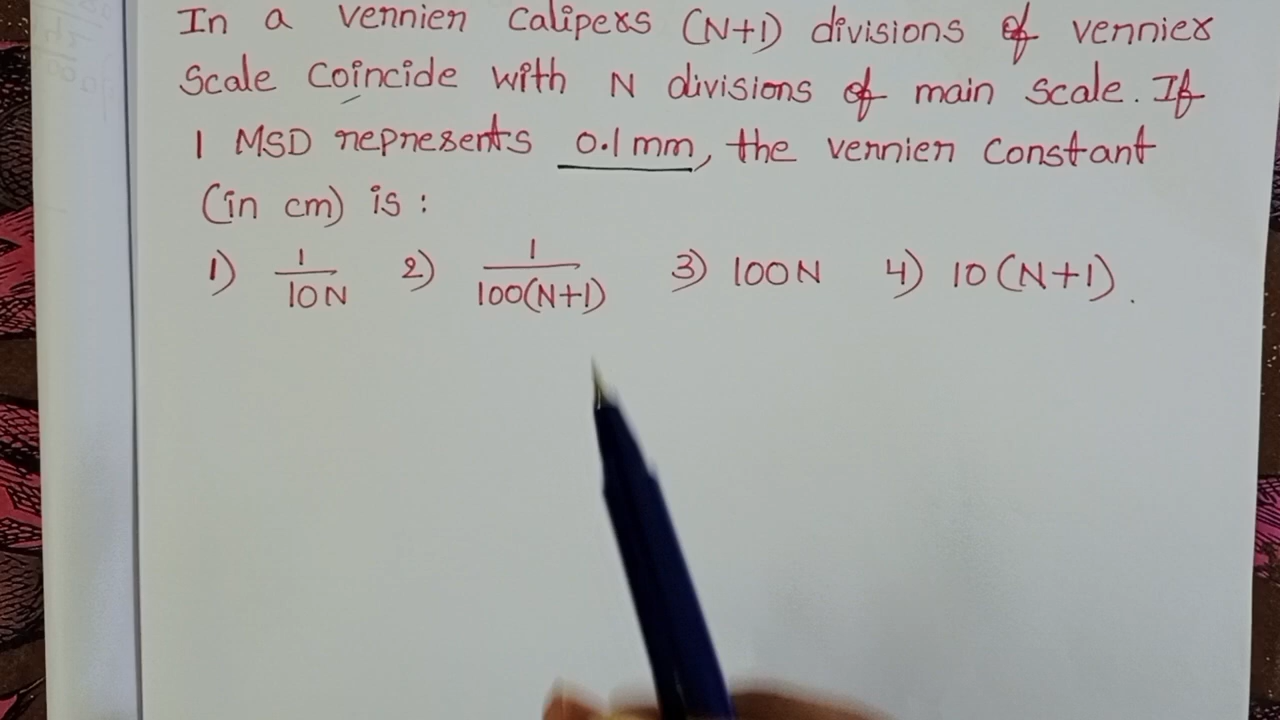 In a vernier calipers (N+1) divisions of vernier
Scale coincide with N divisions of main scale. If
1 MSD represents 0.1 mm, the vernier constant
(in cm) is :
1) 1/10N 2) 1/100(N+1) 3) 100N 4) 10(N+1).